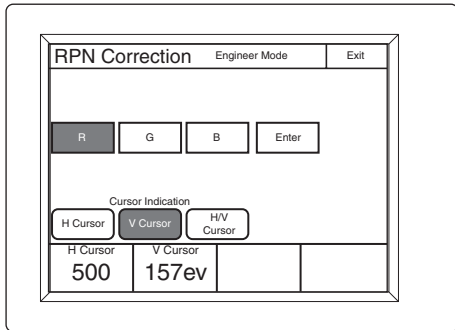 RPN Correction Engineer Mode Exit
R G B Enter
Cursor Indication
H Cursor V Cursor H/V Cursor
H Cursor V Cursor
500 157ev